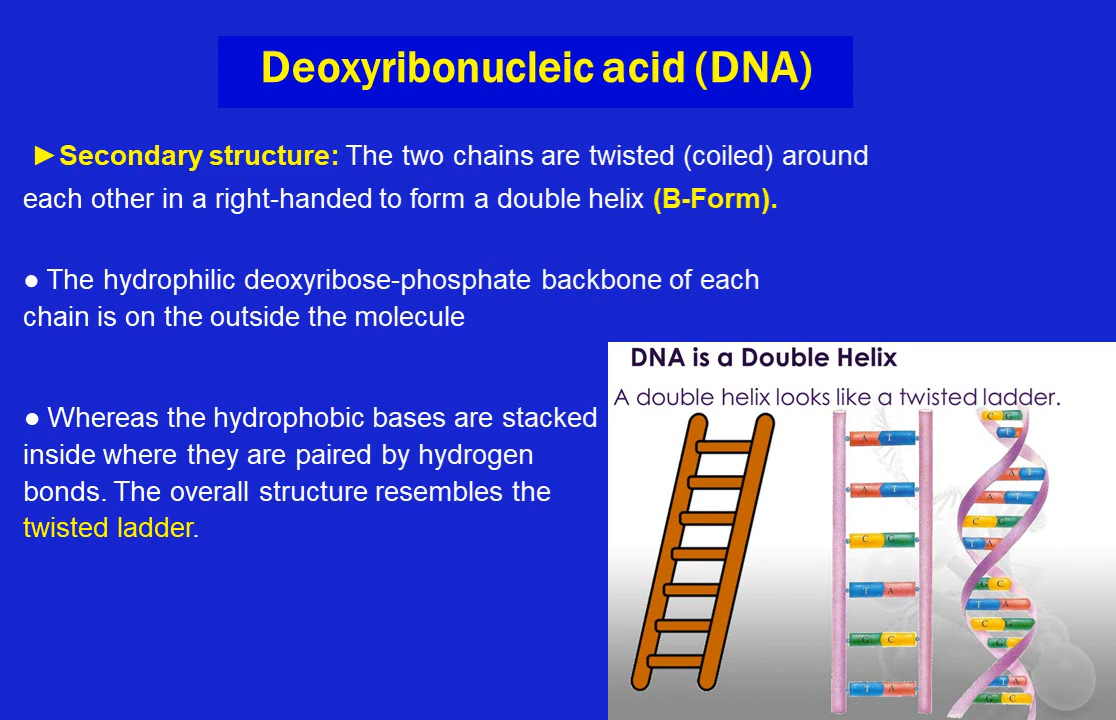 Deoxyribonucleic acid (DNA)
►Secondary structure: The two chains are twisted (coiled) around
each other in a right-handed to form a double helix (B-Form).
● The hydrophilic deoxyribose-phosphate backbone of each
chain is on the outside the molecule
● Whereas the hydrophobic bases are stacked
inside where they are paired by hydrogen
bonds. The overall structure resembles the
twisted ladder.
DNA is a Double Helix
A double helix looks like a twisted ladder.
A T
A T
C G
T A
G C
T A
C G
T
A T
A T
C G
T A
G C
T A
C G
G
T A
G C